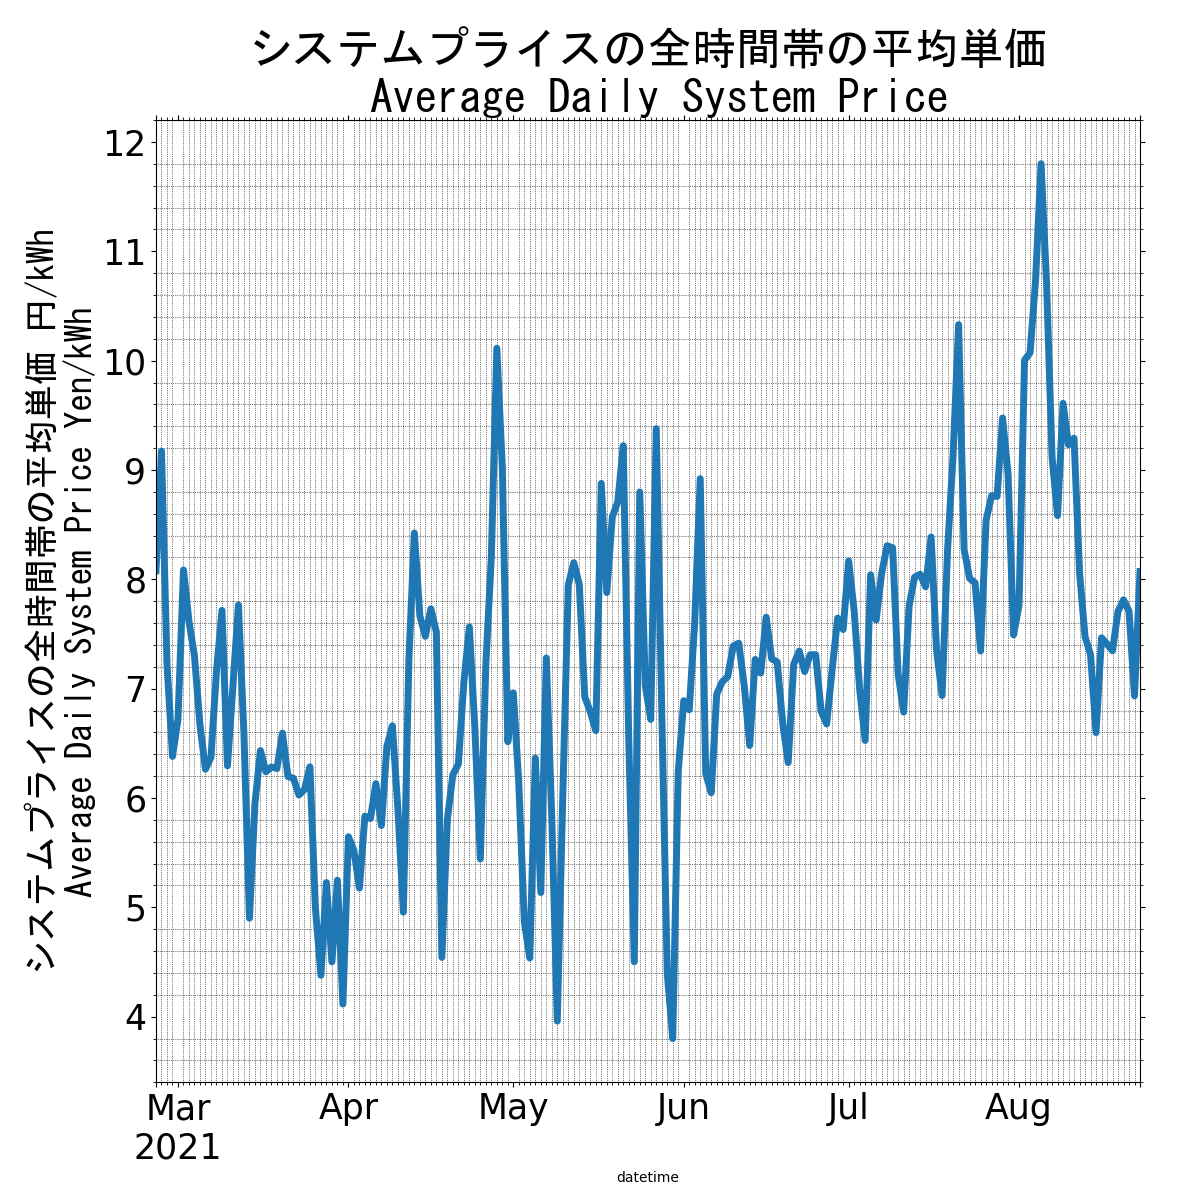 システムプライスの全時間帯の平均単価
Average Daily System Price
システムプライスの全時間帯の平均単価 円/kWh
Average Daily System Price Yen/kWh
12
11
10
9
8
7
6
5
4
Mar
2021
Apr
May
Jun
Jul
Aug
datetime